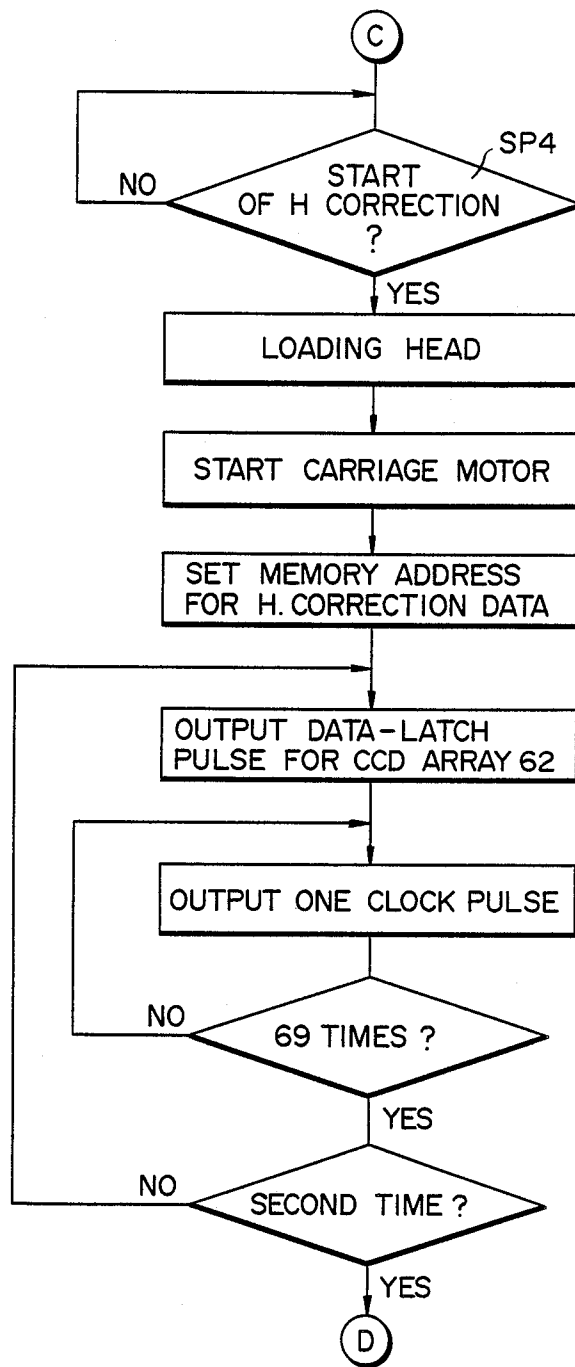 C
SP4
START
OF H CORRECTION
?
NO
YES
LOADING HEAD
START CARRIAGE MOTOR
SET MEMORY ADDRESS
FOR H. CORRECTION DATA
OUTPUT DATA-LATCH
PULSE FOR CCD ARRAY 62
OUTPUT ONE CLOCK PULSE
NO
69 TIMES ?
YES
NO
SECOND TIME ?
YES
D